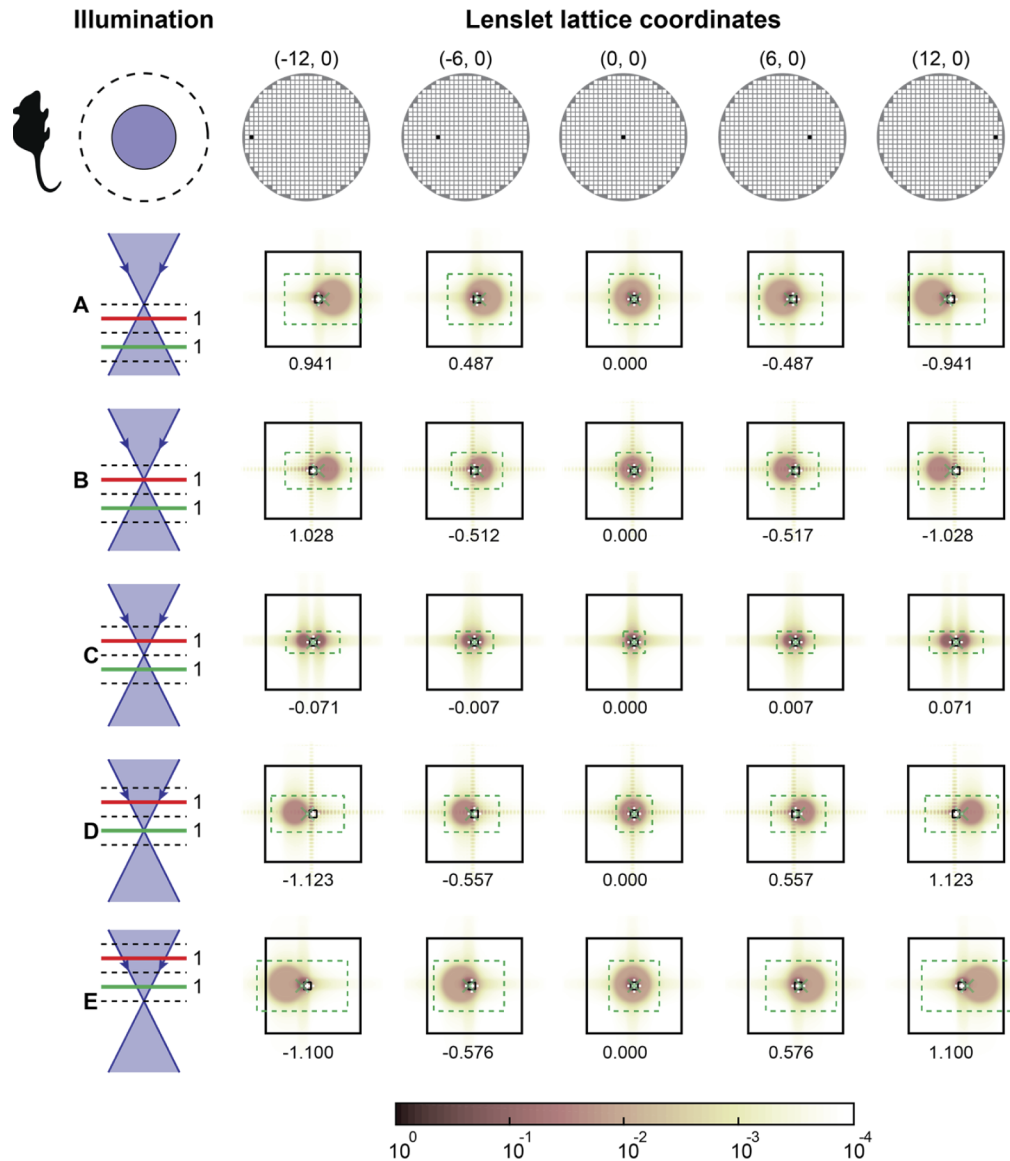 Illumination Lenslet lattice coordinates
(-12, 0) (-6, 0) (0, 0) (6, 0) (12, 0)
A 1 1
0.941 0.487 0.000 -0.487 -0.941
B 1 1
1.028 -0.512 0.000 -0.517 -1.028
C 1 1
-0.071 -0.007 0.000 0.007 0.071
D 1 1
-1.123 -0.557 0.000 0.557 1.123
E 1 1
-1.100 -0.576 0.000 0.576 1.100
10^0 10^-1 10^-2 10^-3 10^-4